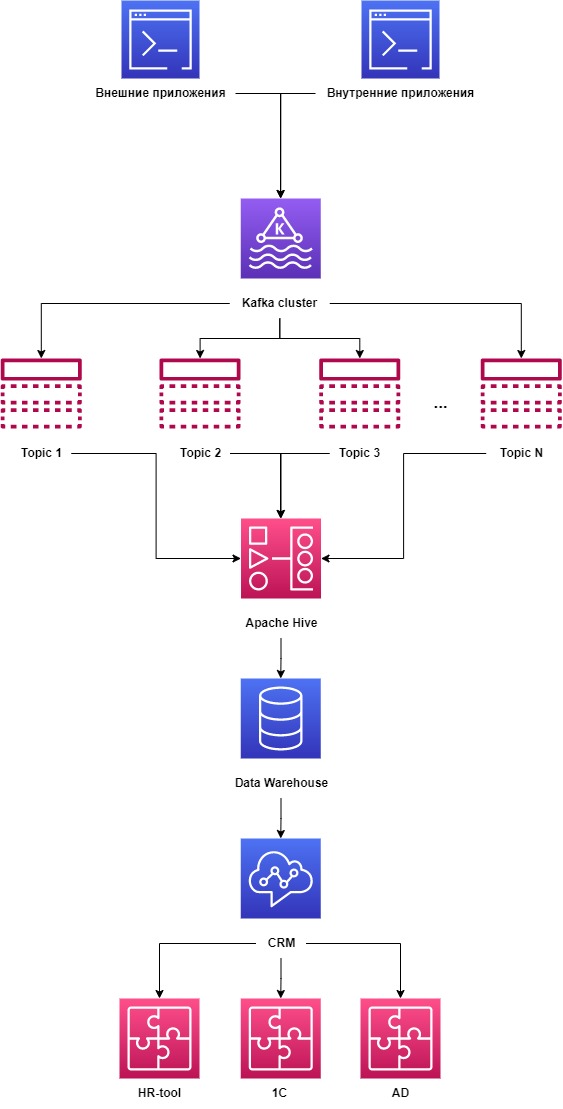 Внешние приложения
Внутренние приложения
K
Kafka cluster
...
Topic 1
Topic 2
Topic 3
Topic N
Apache Hive
Data Warehouse
CRM
HR-tool
1C
AD